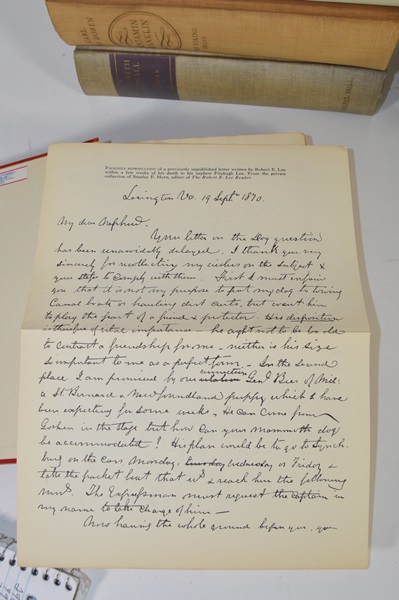 CARL
BOWEN
BENJAMIN
FRANKLIN
FACSIMILE REPRODUCTION of a previously unpublished letter written by Robert E. Lee
within a few weeks of his death to his nephew Fitzhugh Lee. From the private
collection of Stanley F. Horn, editor of The Robert E. Lee Reader
Lexington Va. 19 Sept 1870.
My dear Nephew.
Your letter on the Dog question
has been unavoidably delayed. I thank you my
sincerely for recollecting my wishes on the subject &
your steps to comply with them. First I must inform
you that it is not my purpose to put my dog to towing
Canal boats or hauling dirt carts, but want him
to play the part of a friend & protector. His disposition
is therefore of vital importance - he ought not to be too old
to contract a friendship for me - neither is his size
so important to me as a perfect form - In the second
place I am promised by our relation connection Genl of Md:
a St Bernard & Newfoundland puppy which I have
been expecting for some weeks. He can come from
Goshen in the stage but how can your mammoth dog
be accommodated? His plan would be to go to Lynch-
burg on the cars Monday, Wednesday or Friday &
take the packet boat that & reach here the following
The Expressman must request the captain in
my name to take charge of him -
Now having the whole ground before you, you